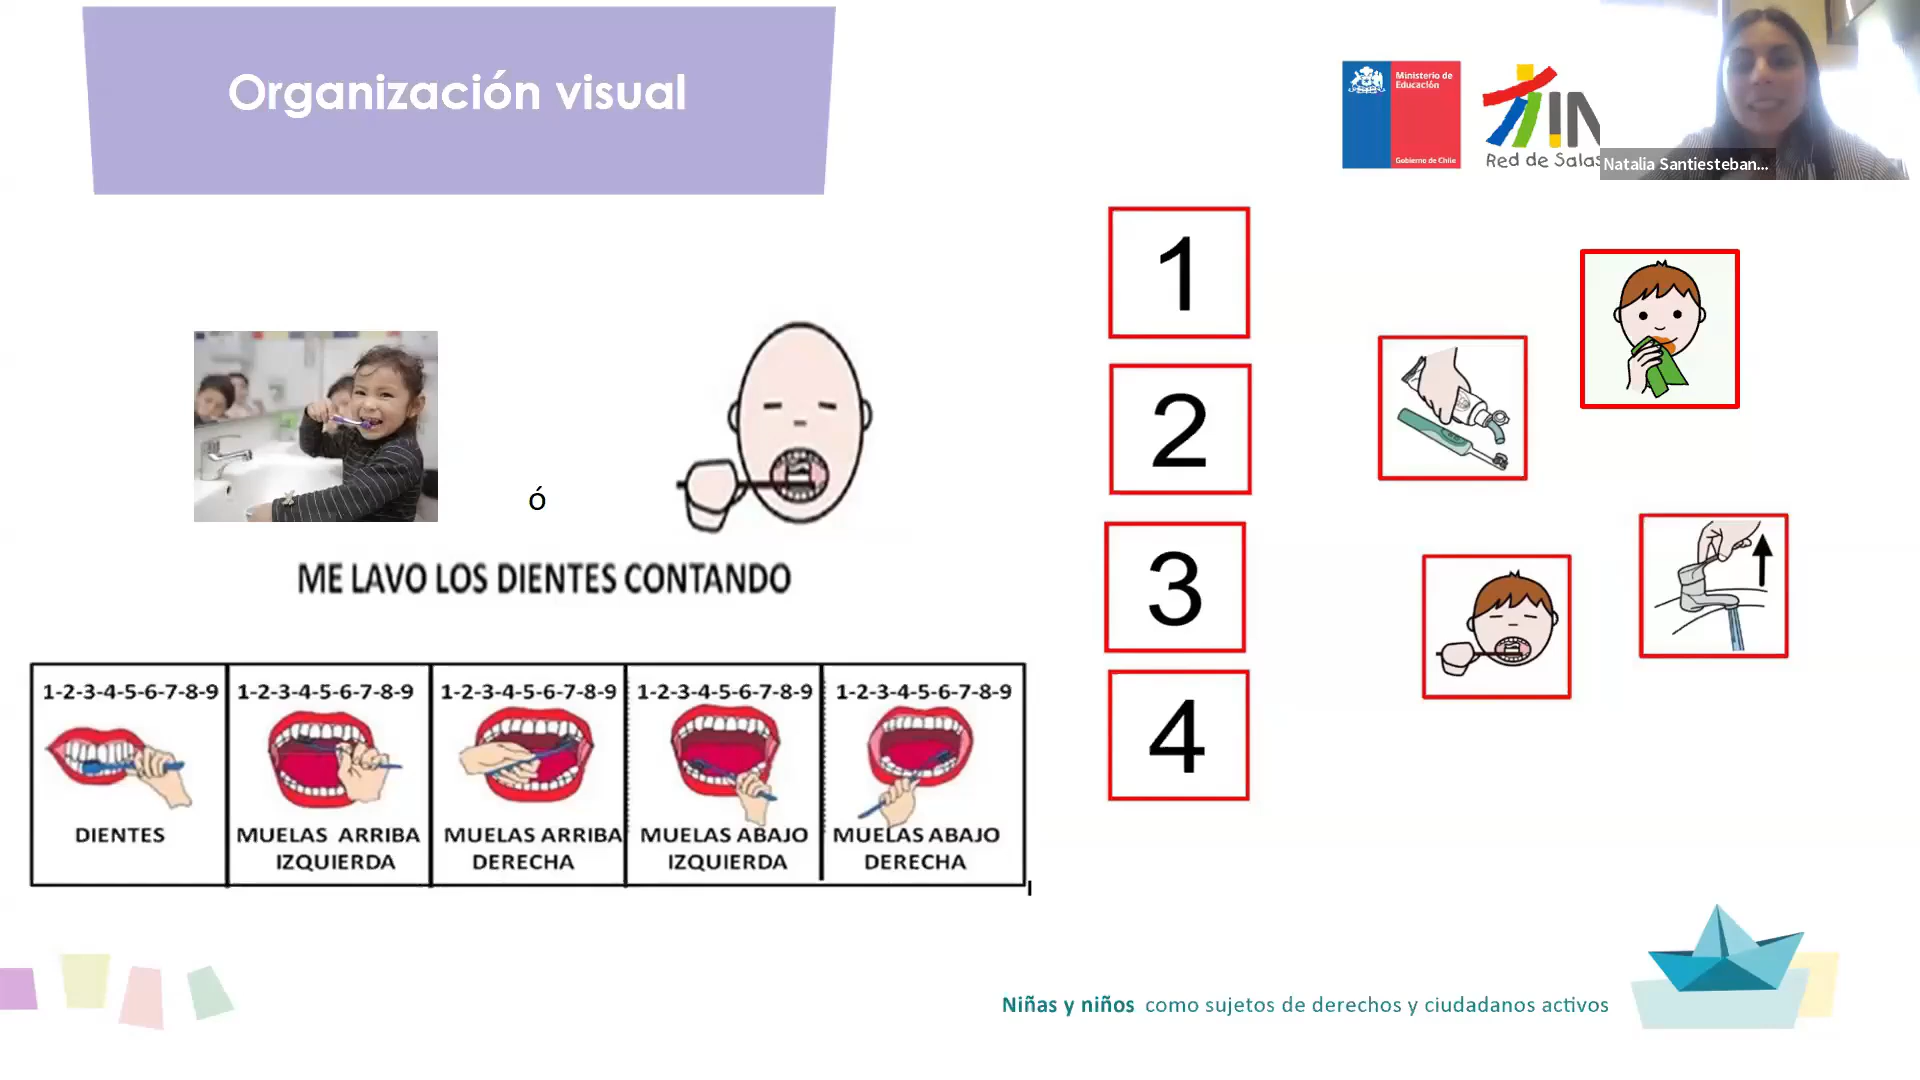 Organización visual
Ministerio de
Educación
Gobierno de Chile
Red de Salas
Natalia Santiesteban...
ó
ME LAVO LOS DIENTES CONTANDO
1-2-3-4-5-6-7-8-9
DIENTES
1-2-3-4-5-6-7-8-9
MUELAS ARRIBA
IZQUIERDA
1-2-3-4-5-6-7-8-9
MUELAS ARRIBA
DERECHA
1-2-3-4-5-6-7-8-9
MUELAS ABAJO
IZQUIERDA
1-2-3-4-5-6-7-8-9
MUELAS ABAJO
DERECHA
1
2
3
4
Niñas y niños como sujetos de derechos y ciudadanos activos